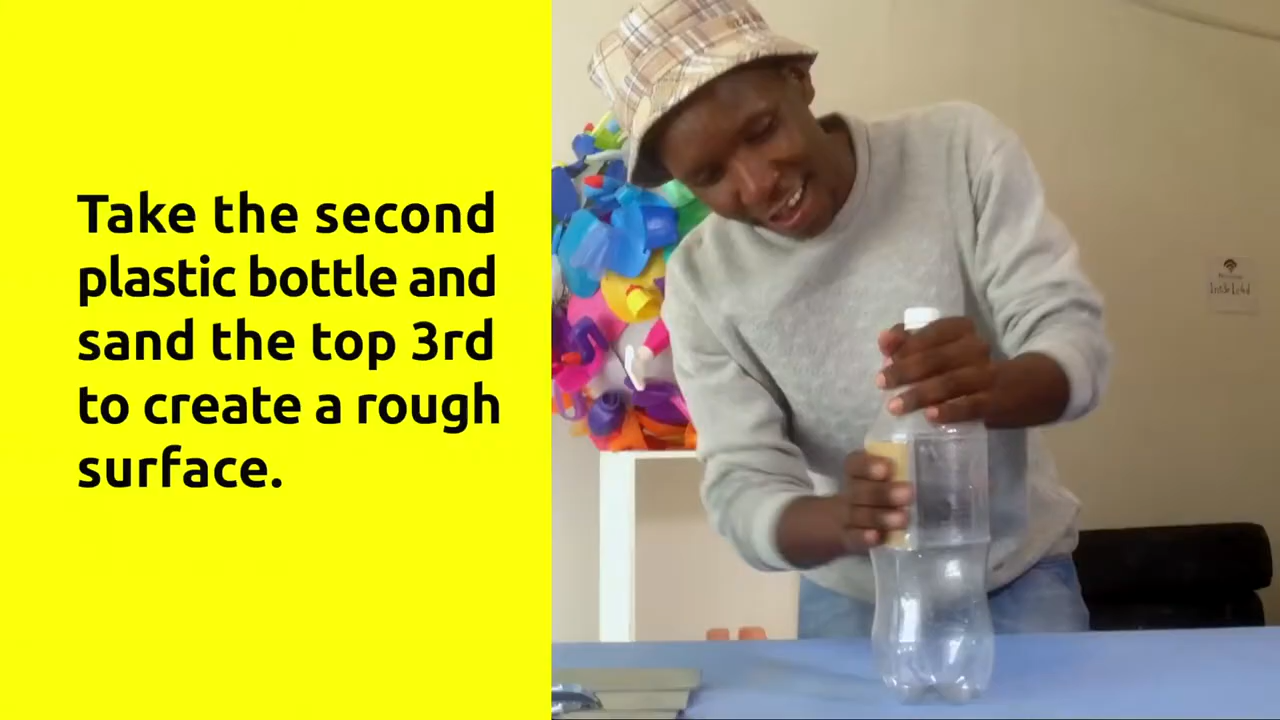 Take the second
plastic bottle and
sand the top 3rd
to create a rough
surface.